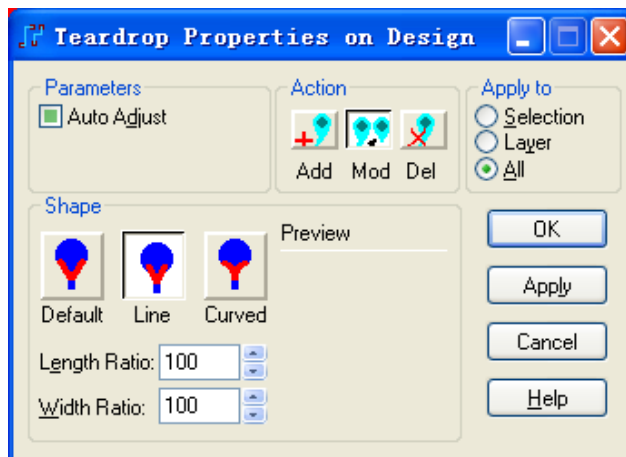 Teardrop Properties on Design
Parameters
Auto Adjust
Action
Add Mod Del
Apply to
Selection
Layer
All
Shape
Default Line Curved
Length Ratio: 100
Width Ratio: 100
Preview
OK
Apply
Cancel
Help